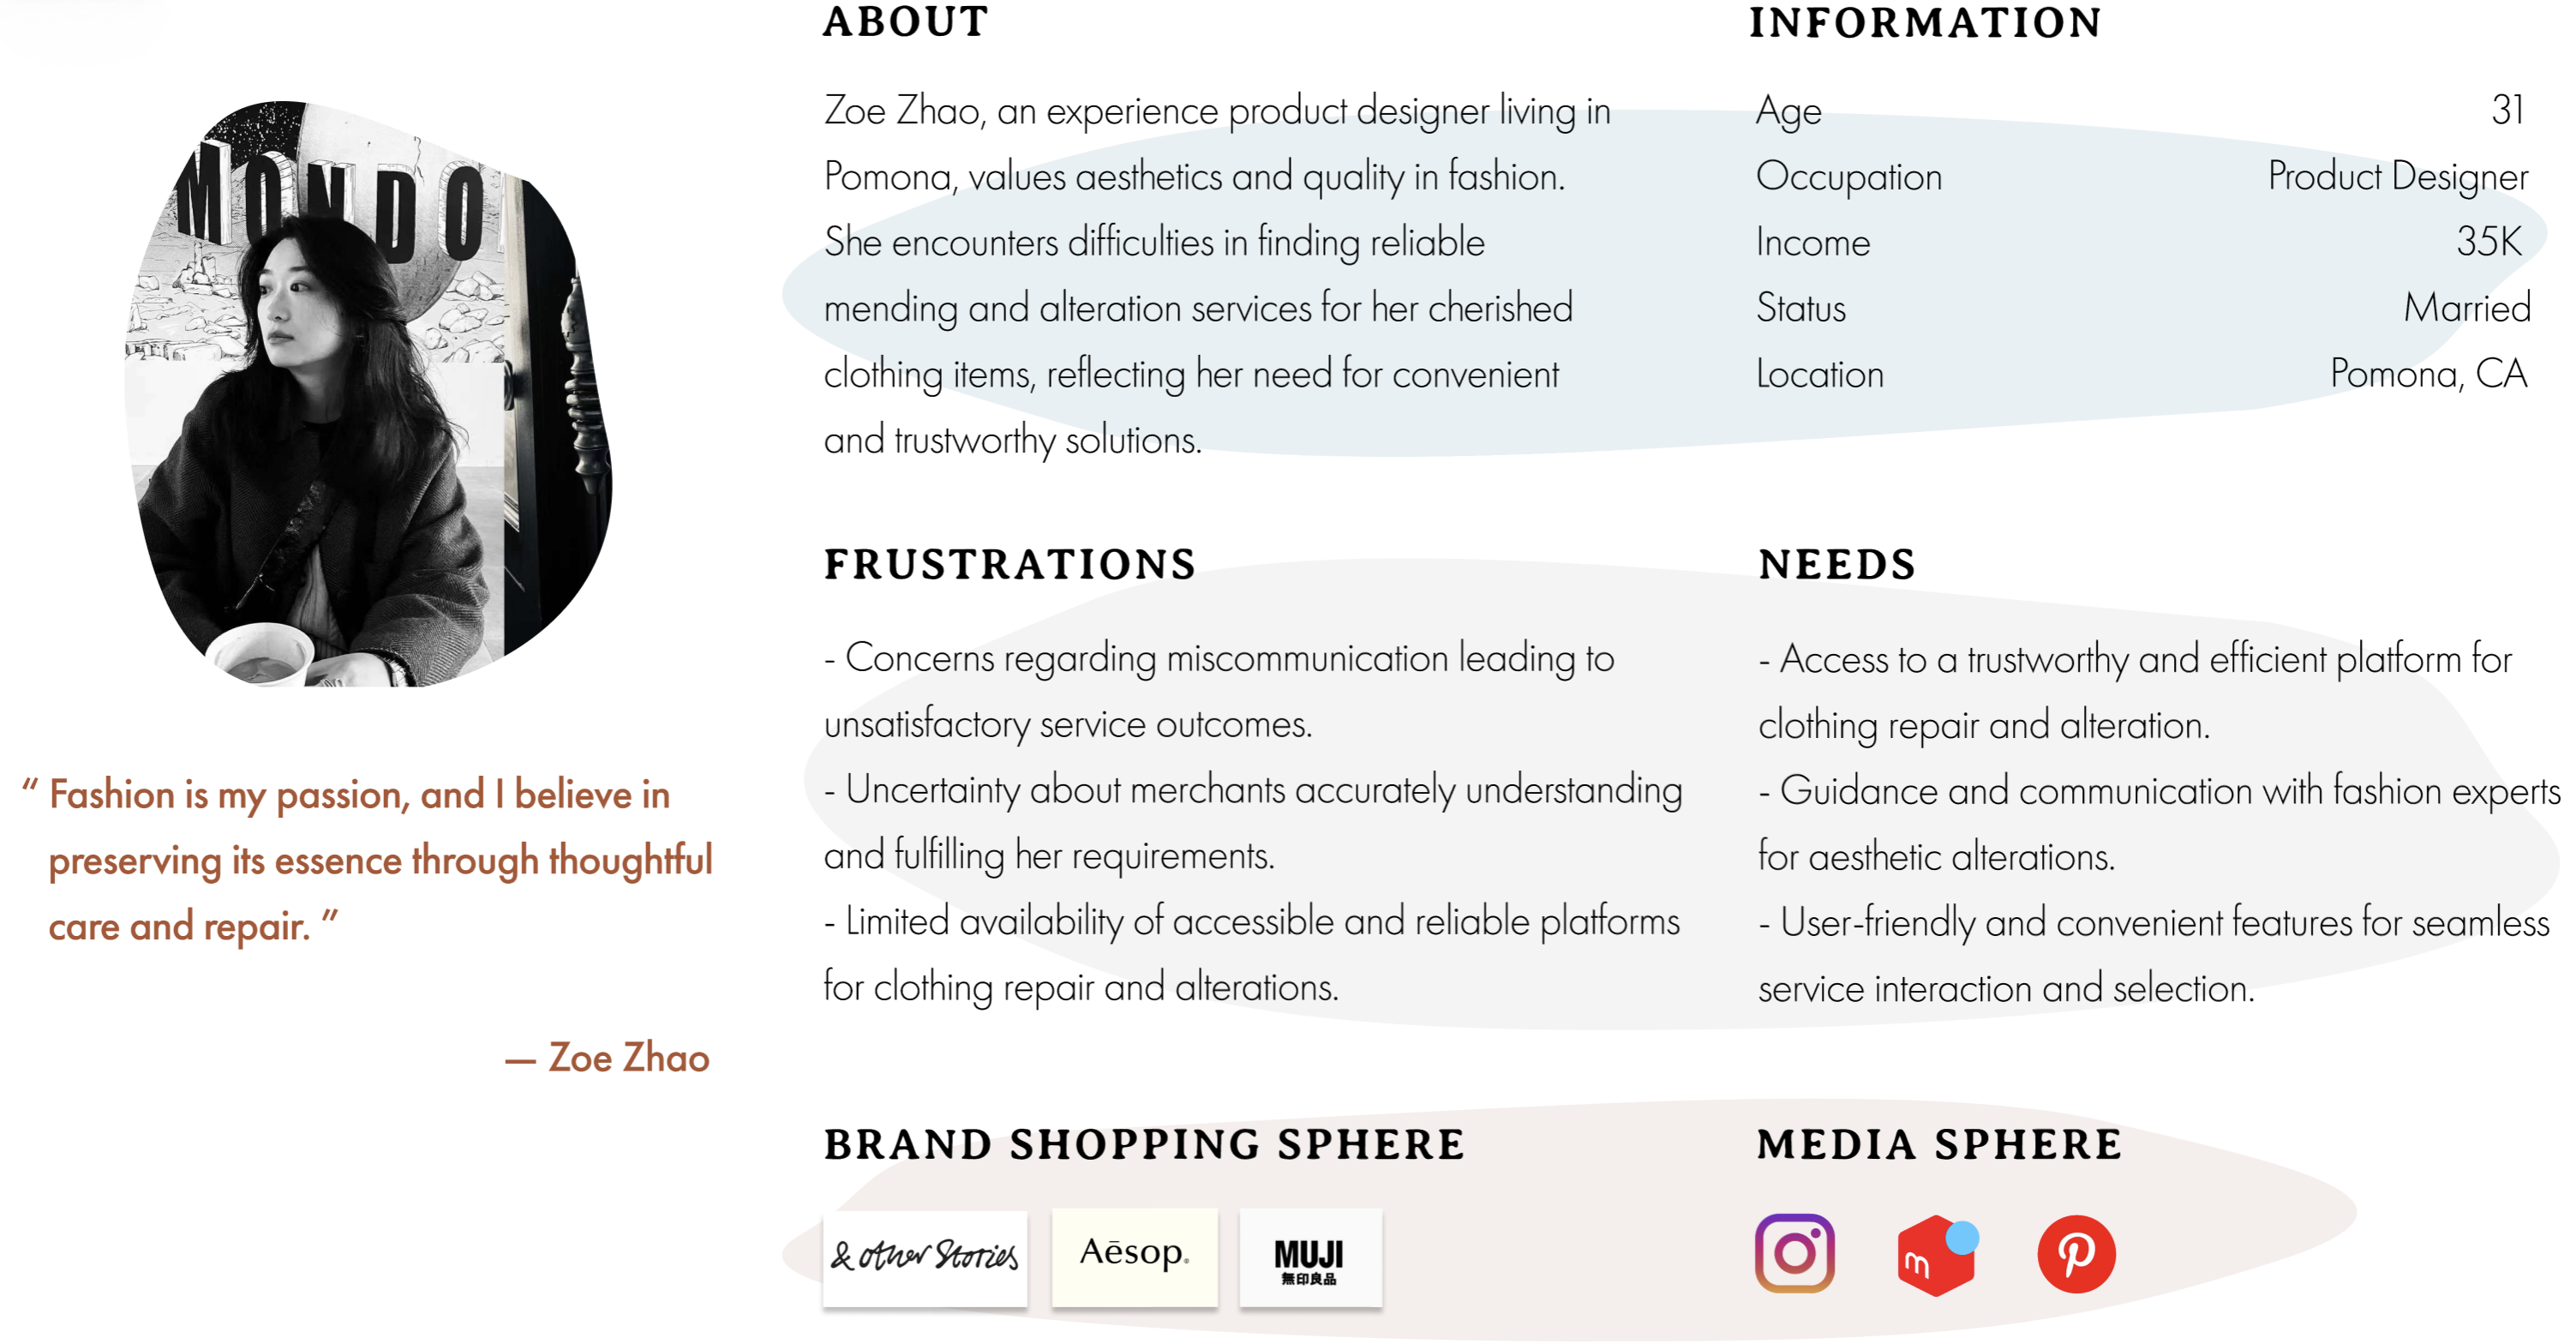 MONDO
“ Fashion is my passion, and I believe in
preserving its essence through thoughtful
care and repair. ”
— Zoe Zhao
ABOUT
Zoe Zhao, an experience product designer living in
Pomona, values aesthetics and quality in fashion.
She encounters difficulties in finding reliable
mending and alteration services for her cherished
clothing items, reflecting her need for convenient
and trustworthy solutions.
INFORMATION
Age 31
Occupation Product Designer
Income 35K
Status Married
Location Pomona, CA
FRUSTRATIONS
- Concerns regarding miscommunication leading to
unsatisfactory service outcomes.
- Uncertainty about merchants accurately understanding
and fulfilling her requirements.
- Limited availability of accessible and reliable platforms
for clothing repair and alterations.
NEEDS
- Access to a trustworthy and efficient platform for
clothing repair and alteration.
- Guidance and communication with fashion experts
for aesthetic alterations.
- User-friendly and convenient features for seamless
service interaction and selection.
BRAND SHOPPING SPHERE
& other Stories
Aēsop.
MUJI
無印良品
MEDIA SPHERE
m